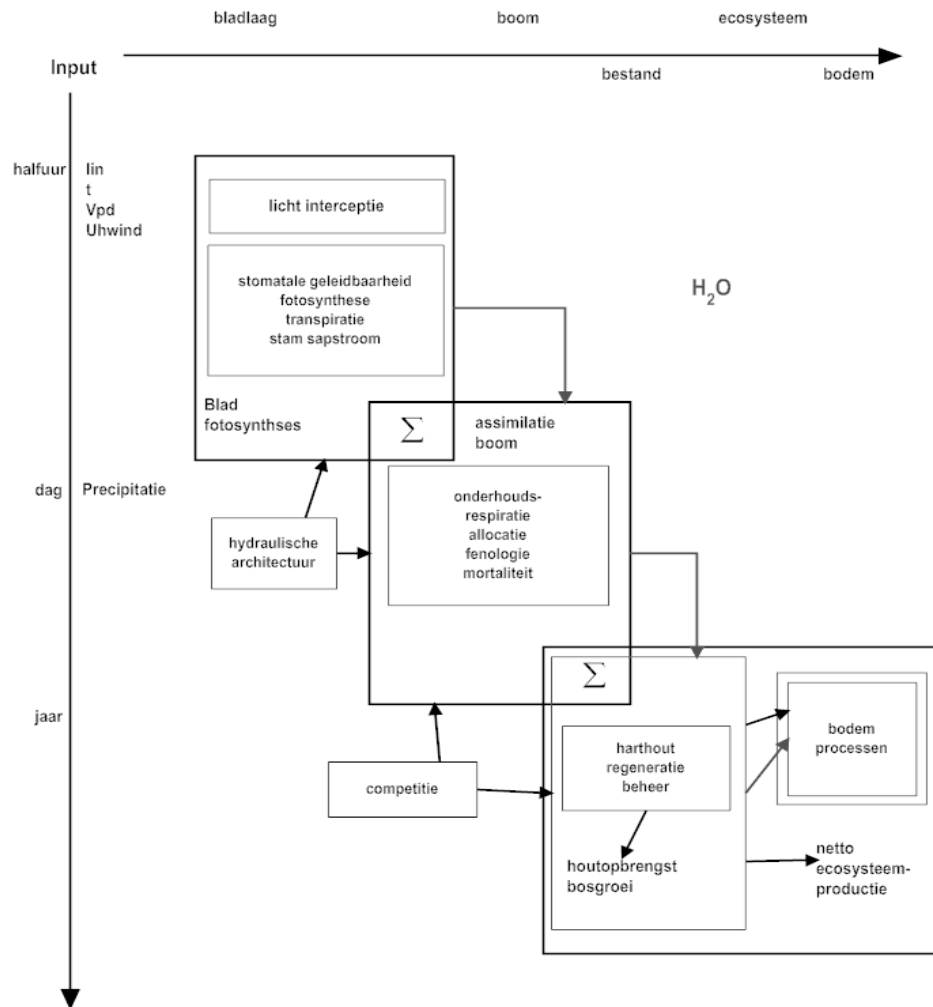 bladlaag
boom
ecosysteem
Input
bestand
bodem
halfuur
Iin
t
Vpd
Uhwind
licht interceptie
stomatale geleidbaarheid
fotosynthese
transpiratie
stam sapstroom
H₂O
Blad
fotosynthses
Σ
assimilatie
boom
dag
Precipitatie
onderhouds-
respiratie
allocatie
fenologie
mortaliteit
hydraulische
architectuur
Σ
jaar
harthout
regeneratie
beheer
bodem
processen
competitie
houtopbrengst
bosgroei
netto
ecosysteem-
productie